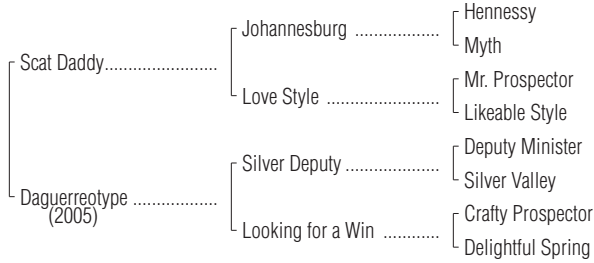 Hennessy
Johannesburg ..................
Myth
Scat Daddy........................
Mr. Prospector
Love Style ........................
Likeable Style
Deputy Minister
Silver Deputy ....................
Silver Valley
Daguerreotype ..................
(2005)
Crafty Prospector
Looking for a Win ............
Delightful Spring